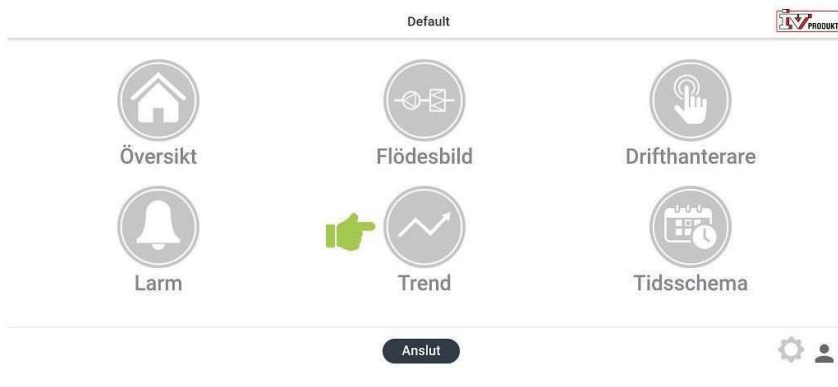 Default
IV PRODUKT
Översikt
Flödesbild
Drifthanterare
Larm
Trend
Tidsschema
Anslut